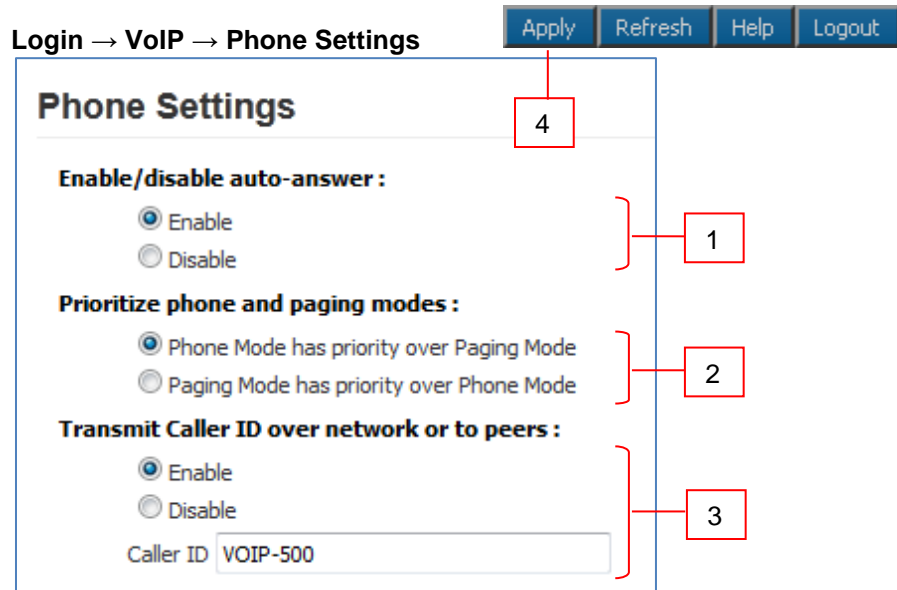 Login → VoIP → Phone Settings
Apply Refresh Help Logout
Phone Settings
4
Enable/disable auto-answer :
Enable
Disable
1
Prioritize phone and paging modes :
Phone Mode has priority over Paging Mode
Paging Mode has priority over Phone Mode
2
Transmit Caller ID over network or to peers :
Enable
Disable
3
Caller ID VOIP-500